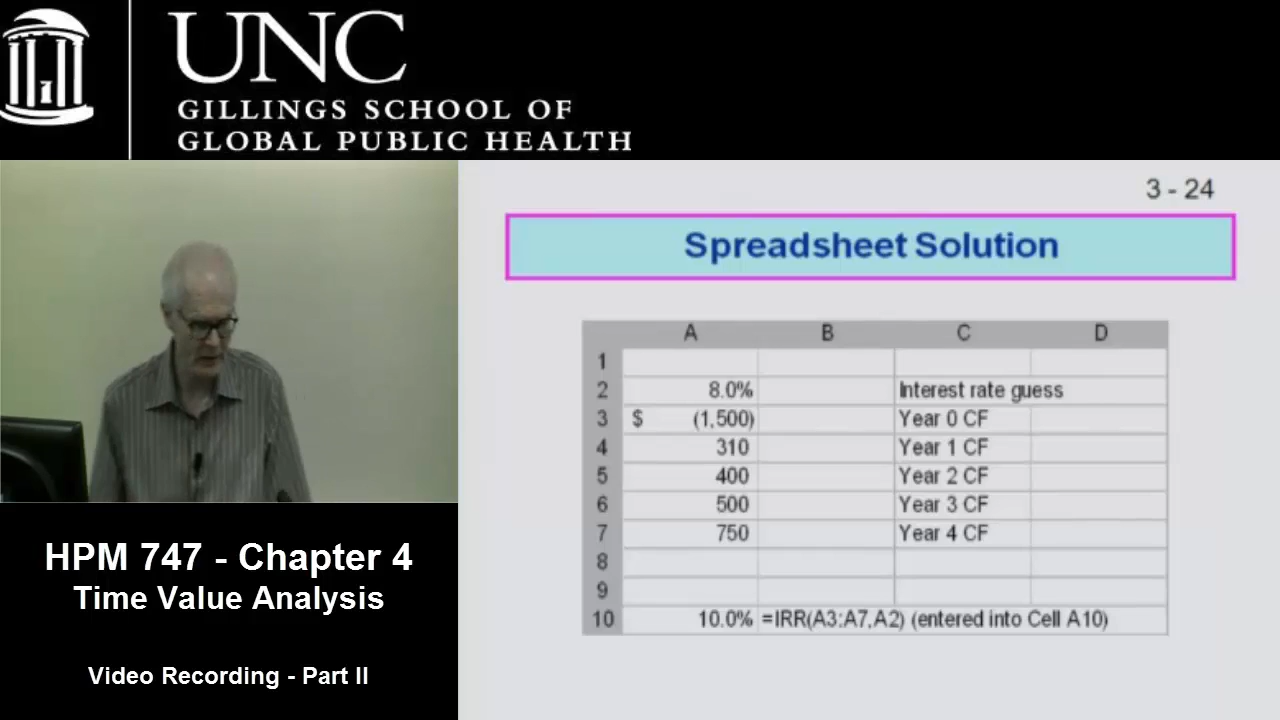 UNC
GILLINGS SCHOOL OF
GLOBAL PUBLIC HEALTH
3 - 24
Spreadsheet Solution
A B C D
1
2 8.0% Interest rate guess
3 $ (1,500) Year 0 CF
4 310 Year 1 CF
5 400 Year 2 CF
6 500 Year 3 CF
7 750 Year 4 CF
8
9
10 10.0% =IRR(A3:A7,A2) (entered into Cell A10)
HPM 747 - Chapter 4
Time Value Analysis
Video Recording - Part II